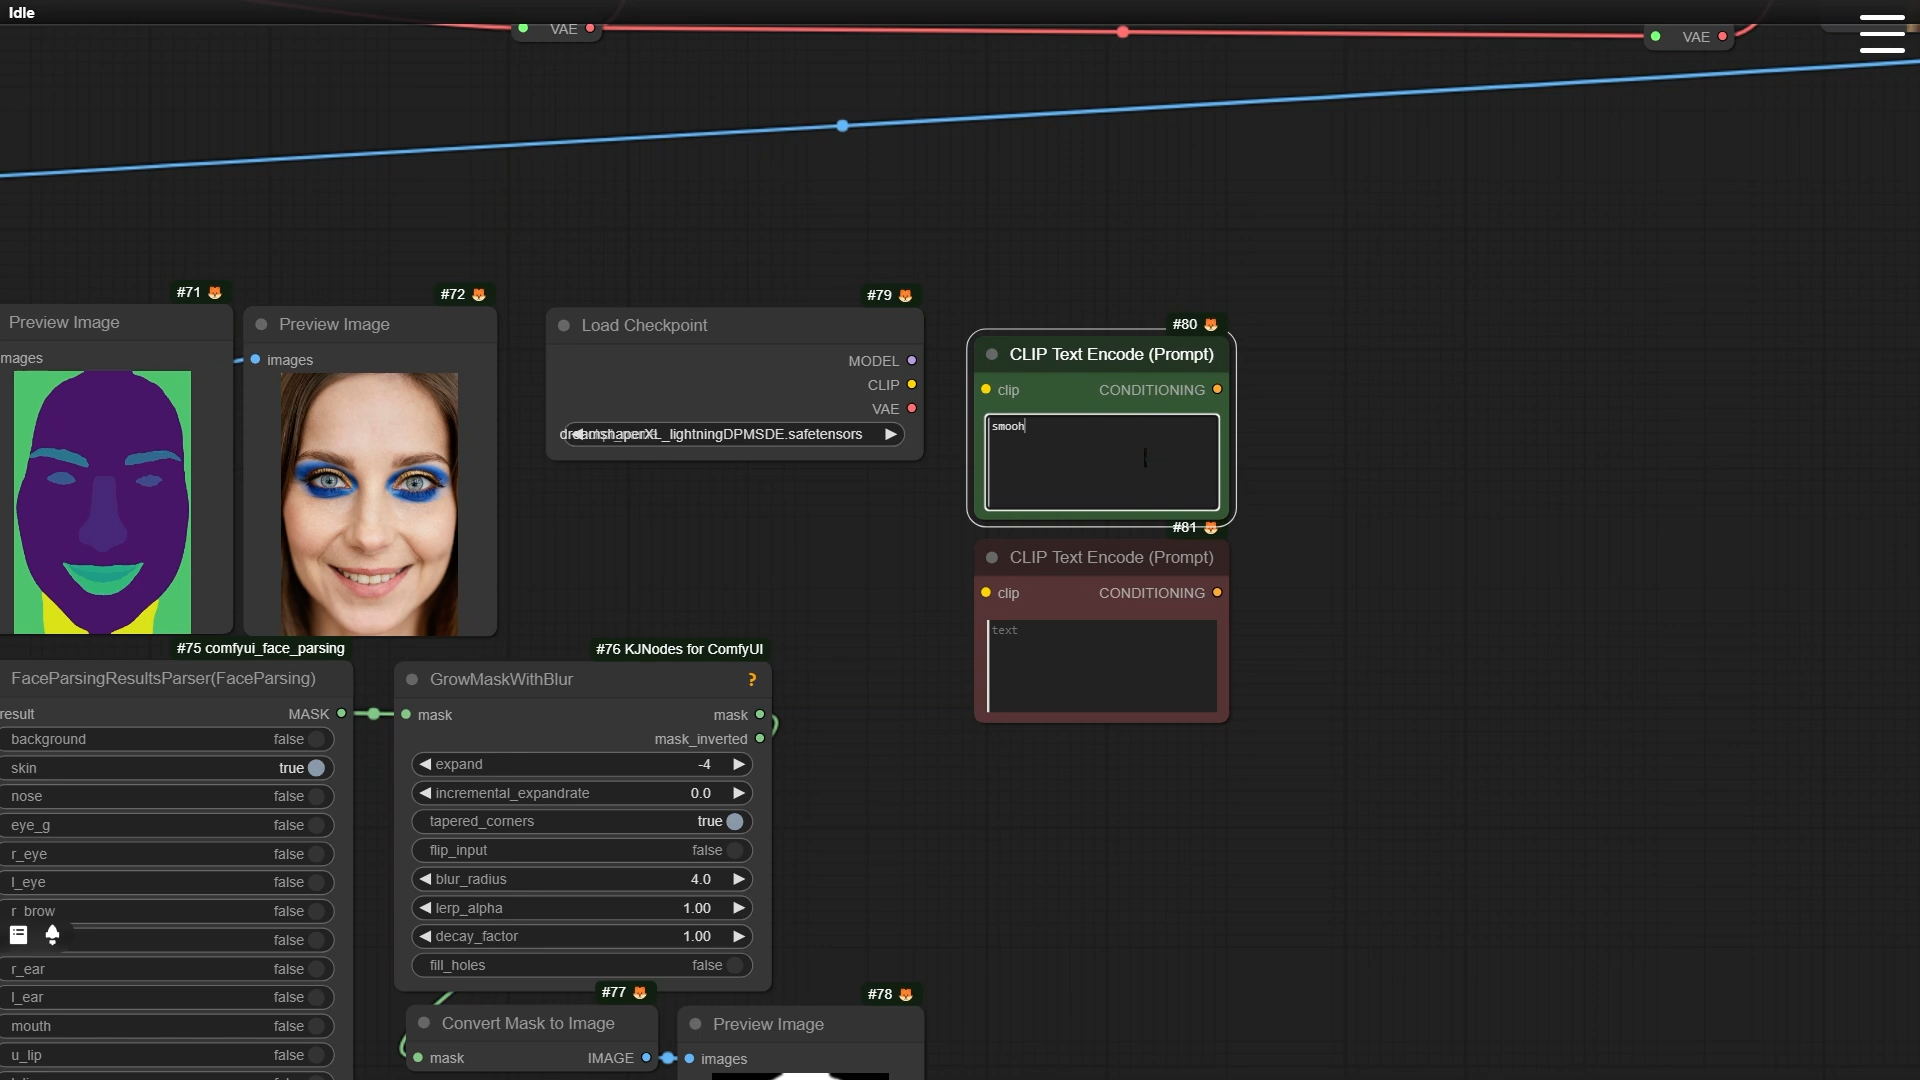 Idle
VAE
VAE
#71
Preview Image
mages
#72
Preview Image
images
#79
Load Checkpoint
MODEL
CLIP
VAE
dreamshaperXL_lightningDPMSDE.safetensors
#80
CLIP Text Encode (Prompt)
clip CONDITIONING
smooh
#81
CLIP Text Encode (Prompt)
clip CONDITIONING
text
#75 comfyui_face_parsing
FaceParsingResultsParser(FaceParsing)
result MASK
background false
skin true
nose false
eye_g false
r_eye false
l_eye false
r_brow false
false
r_ear false
l_ear false
mouth false
u_lip false
#76 KJNodes for ComfyUI
GrowMaskWithBlur ?
mask mask
mask_inverted
expand -4
incremental_expandrate 0.0
tapered_corners true
flip_input false
blur_radius 4.0
lerp_alpha 1.00
decay_factor 1.00
fill_holes false
#77
Convert Mask to Image
mask IMAGE
#78
Preview Image
images